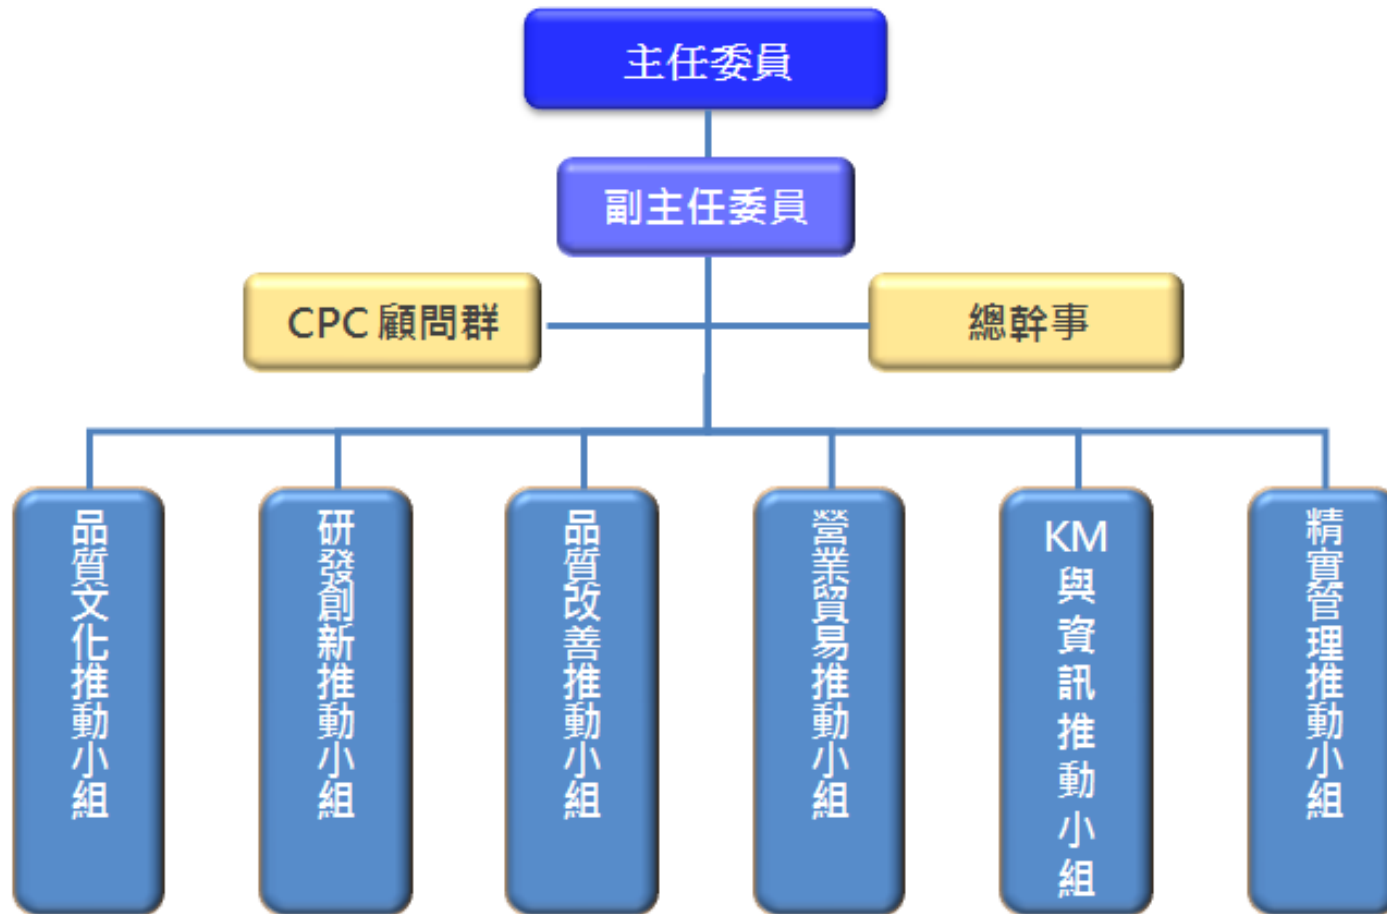 主任委員
副主任委員
CPC 顧問群
總幹事
品質文化推動小組
研發創新推動小組
品質改善推動小組
營業貿易推動小組
KM與資訊推動小組
精實管理推動小組